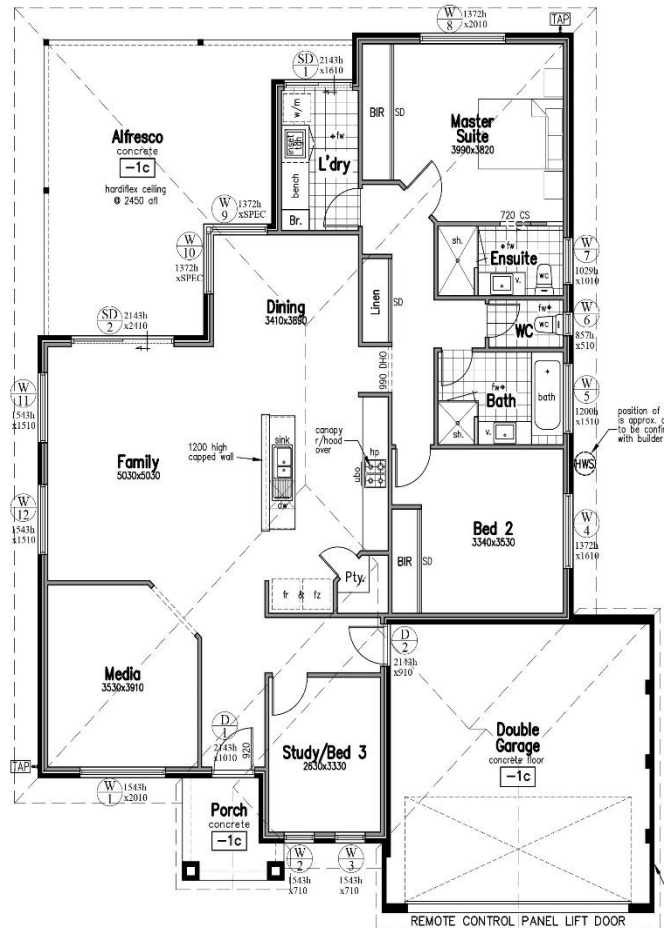 W
8
1372h
x2010
TAP
SD
1
2143h
x1610
w/m
fw
inset
tgh
L'dry
bench
Br.
BIR
SD
Master
Suite
3990x3820
Alfresco
concrete
-1c
hardiflex ceiling
@ 2450 afl
W
9
1372h
xSPEC
W
10
1372h
xSPEC
720 CS
sh.
fw
Ensuite
v.
wc
W
7
1029h
x1010
Dining
3410x3890
Linen
SD
fw
WC
wc
W
6
857h
x510
SD
2
2143h
x2410
990 DHO
fw
Bath
bath
sh.
v.
W
5
1200h
x1510
W
11
1543h
x1510
position of
is approx.
to be confi
with builder
HWS
canopy
r/hood
over
sink
1200 high
capped wall
hp
ubo
dw
Family
5030x5030
W
12
1543h
x1510
Bed 2
3340x3530
W
4
1372h
x1610
BIR
SD
Pty.
fr & fz
D
2
2143h
x910
Media
3530x3910
D
1
2143h
x1010
920
Study/Bed 3
2630x3330
Double
Garage
concrete floor
-1c
TAP
W
1
1543h
x2010
Porch
concrete
-1c
W
2
1543h
x710
W
3
1543h
x710
REMOTE CONTROL PANEL LIFT DOOR